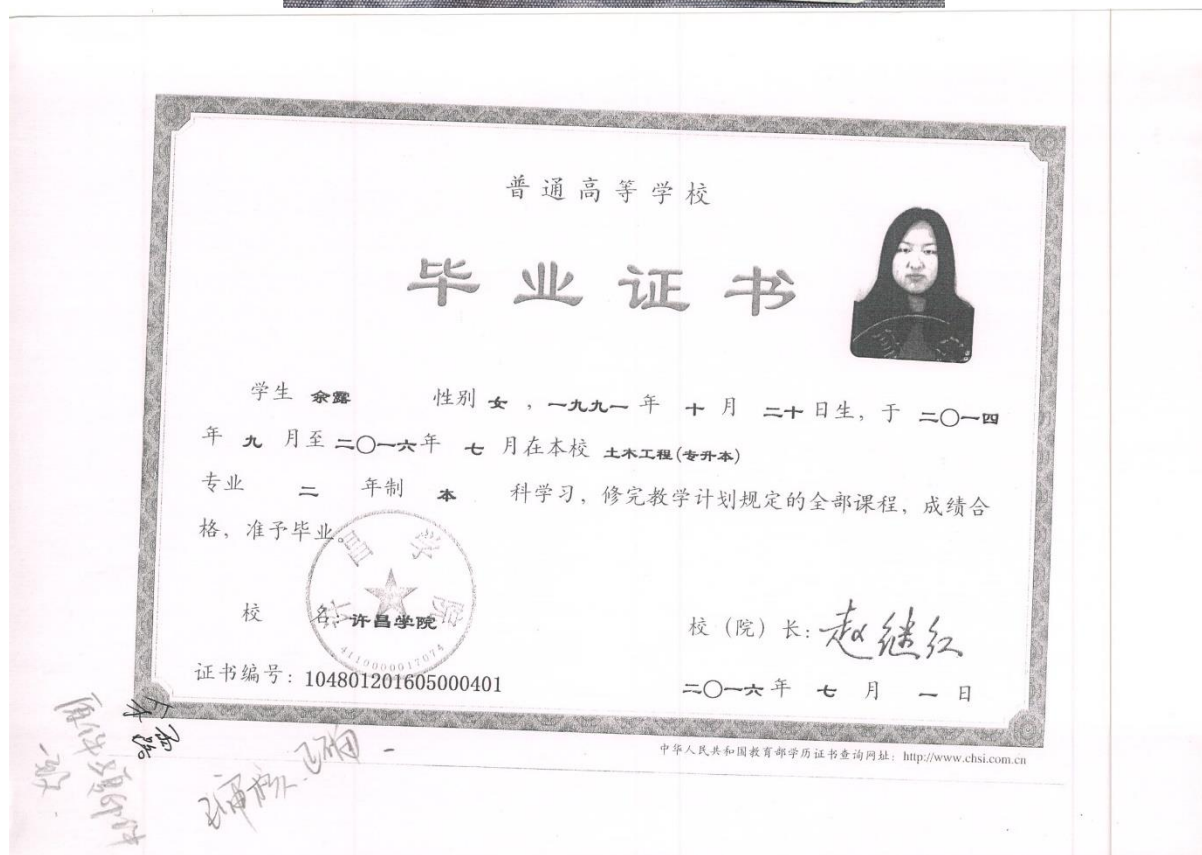 普通高等学校
毕业证书
学生 余露 性别 女 ，一九九一 年 十 月 二十 日生，于 二〇一四
年 九 月至 二〇一六年 七 月在本校 土木工程(专升本)
专业 二 年制 本 科学习，修完教学计划规定的全部课程，成绩合
格，准予毕业。
校 名：许昌学院
4110000017074
校（院）长：赵继红
证书编号：104801201605000401
二〇一六年 七 月 一 日
中华人民共和国教育部学历证书查询网址：http://www.chsi.com.cn
余露